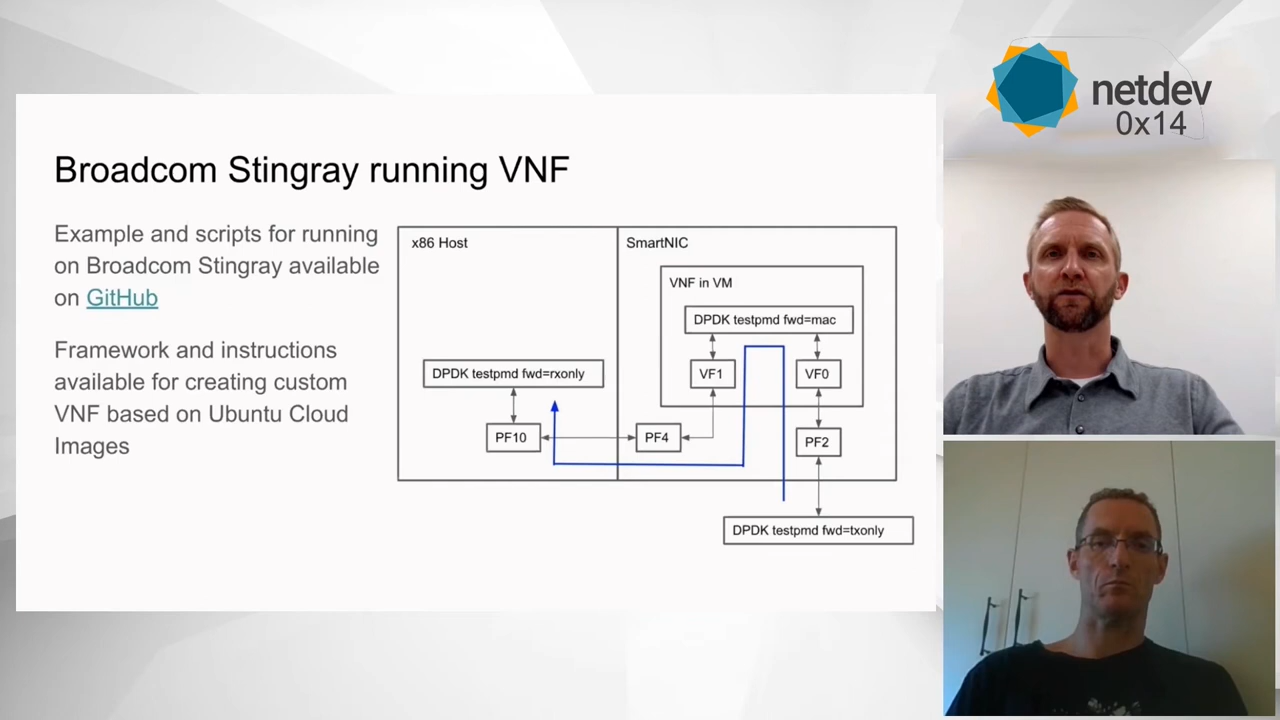 netdev
0x14
Broadcom Stingray running VNF
Example and scripts for running
on Broadcom Stingray available
on GitHub
Framework and instructions
available for creating custom
VNF based on Ubuntu Cloud
Images
x86 Host
SmartNIC
VNF in VM
DPDK testpmd fwd=mac
DPDK testpmd fwd=rxonly
VF1
VF0
PF10
PF4
PF2
DPDK testpmd fwd=txonly